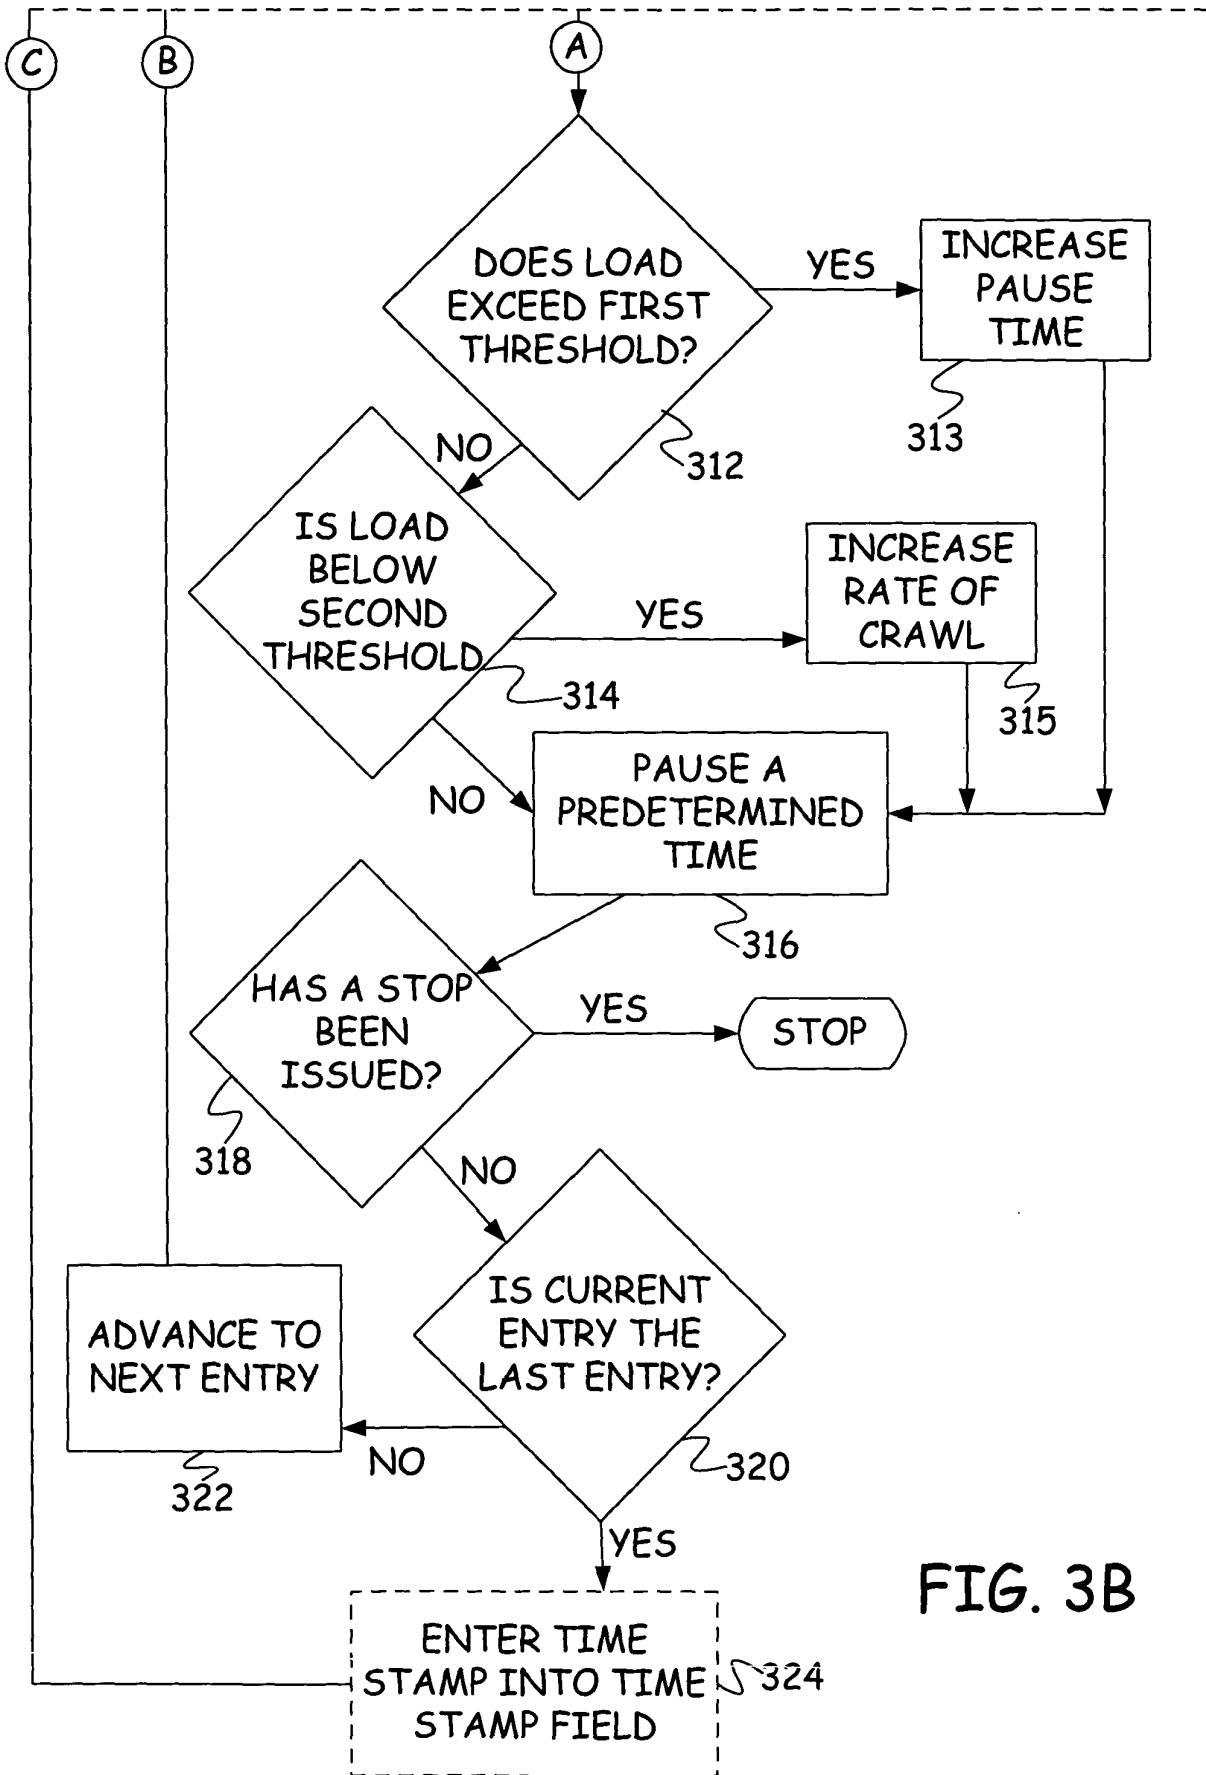 C
B
A
DOES LOAD
EXCEED FIRST
THRESHOLD?
YES
INCREASE
PAUSE
TIME
313
312
NO
IS LOAD
BELOW
SECOND
THRESHOLD
314
YES
INCREASE
RATE OF
CRAWL
315
NO
PAUSE A
PREDETERMINED
TIME
316
HAS A STOP
BEEN
ISSUED?
318
YES
STOP
NO
IS CURRENT
ENTRY THE
LAST ENTRY?
320
NO
ADVANCE TO
NEXT ENTRY
322
YES
ENTER TIME
STAMP INTO TIME
STAMP FIELD
324
FIG. 3B